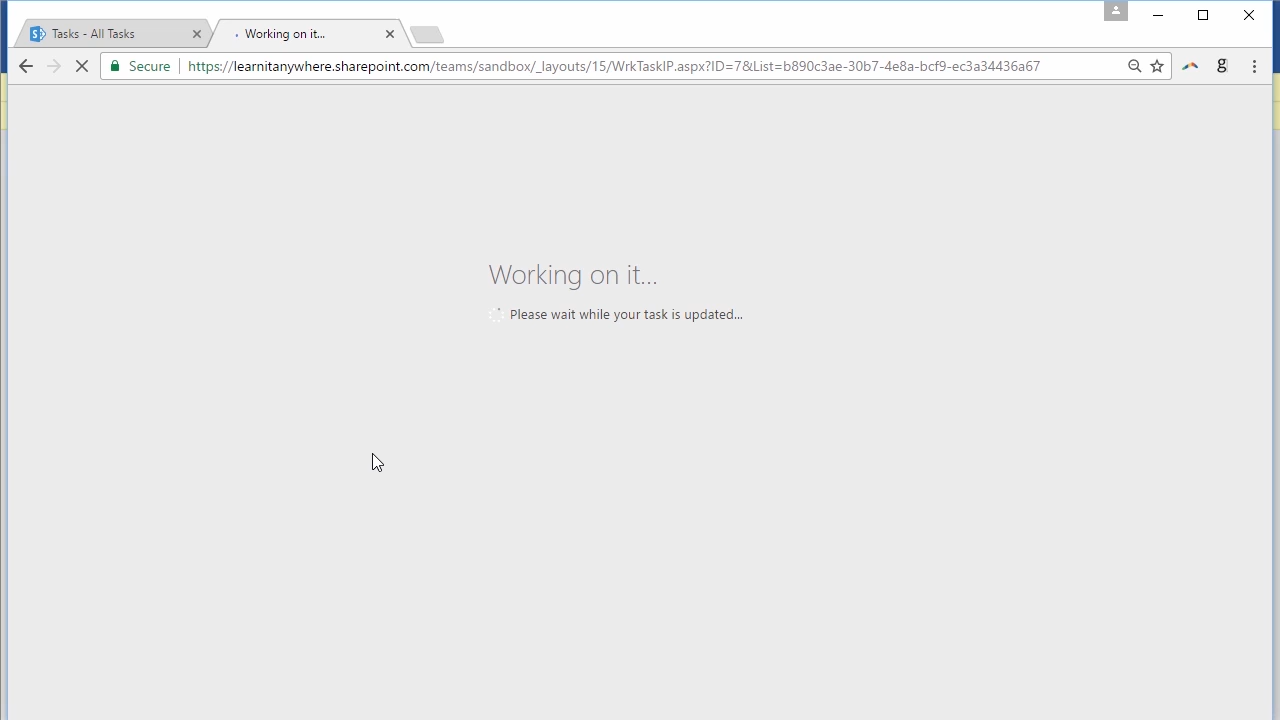 Tasks - All Tasks
Working on it...
Secure
https://learnitanywhere.sharepoint.com/teams/sandbox/_layouts/15/WrkTaskIP.aspx?ID=7&List=b890c3ae-30b7-4e8a-bcf9-ec3a34436a67
g
Working on it...
Please wait while your task is updated...